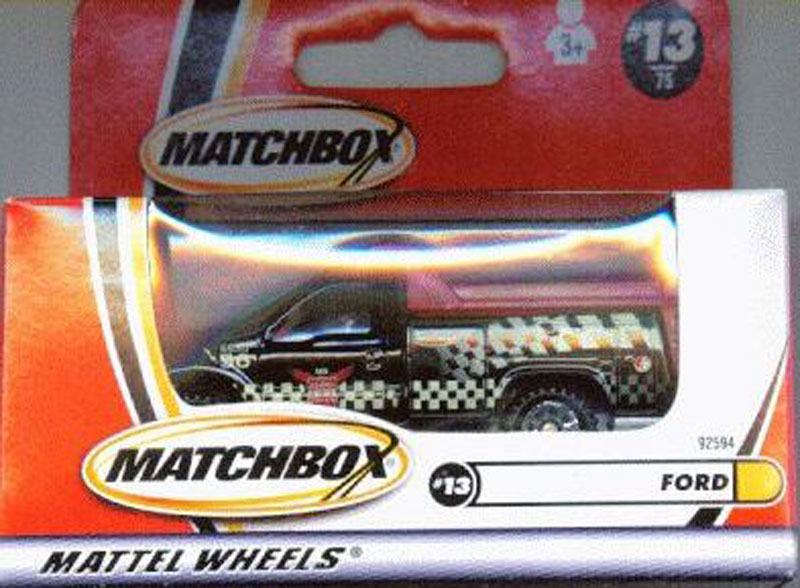 3+
#13
75
MATCHBOX
92594
MATCHBOX®
#13
FORD
MATTEL WHEELS®